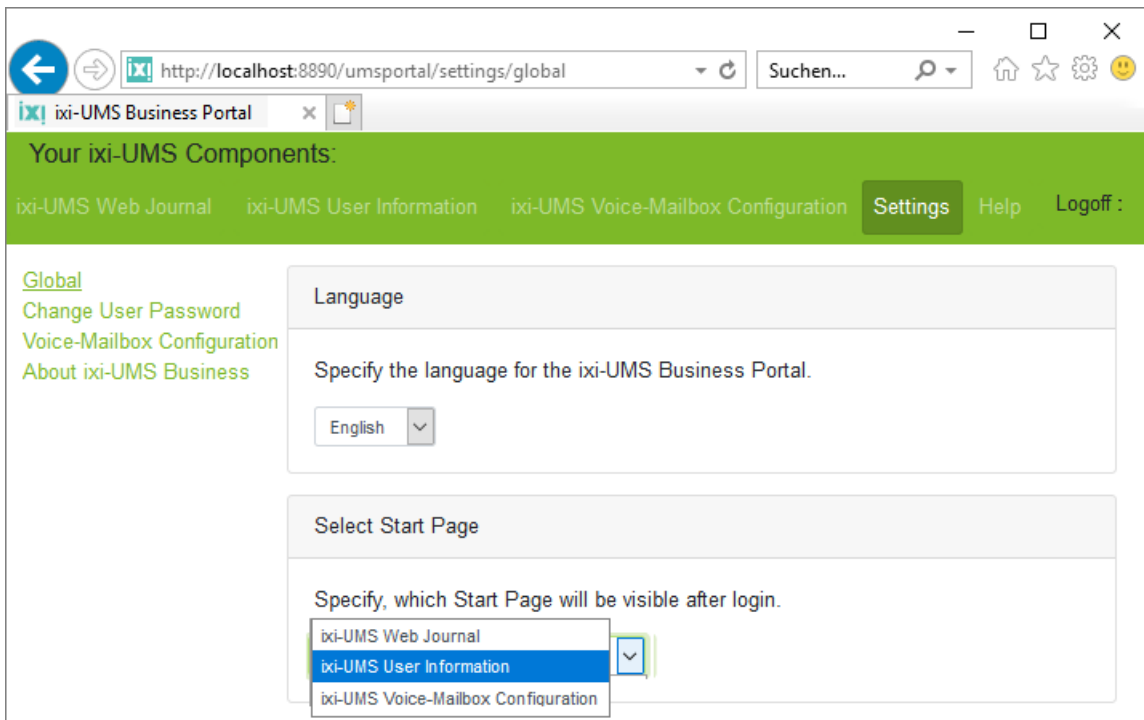 http://localhost:8890/umsportal/settings/global
Suchen...
ixi ixi-UMS Business Portal
Your ixi-UMS Components:
ixi-UMS Web Journal ixi-UMS User Information ixi-UMS Voice-Mailbox Configuration Settings Help Logoff :
Global
Change User Password
Voice-Mailbox Configuration
About ixi-UMS Business
Language
Specify the language for the ixi-UMS Business Portal.
English
Select Start Page
Specify, which Start Page will be visible after login.
ixi-UMS Web Journal
ixi-UMS User Information
ixi-UMS Voice-Mailbox Configuration